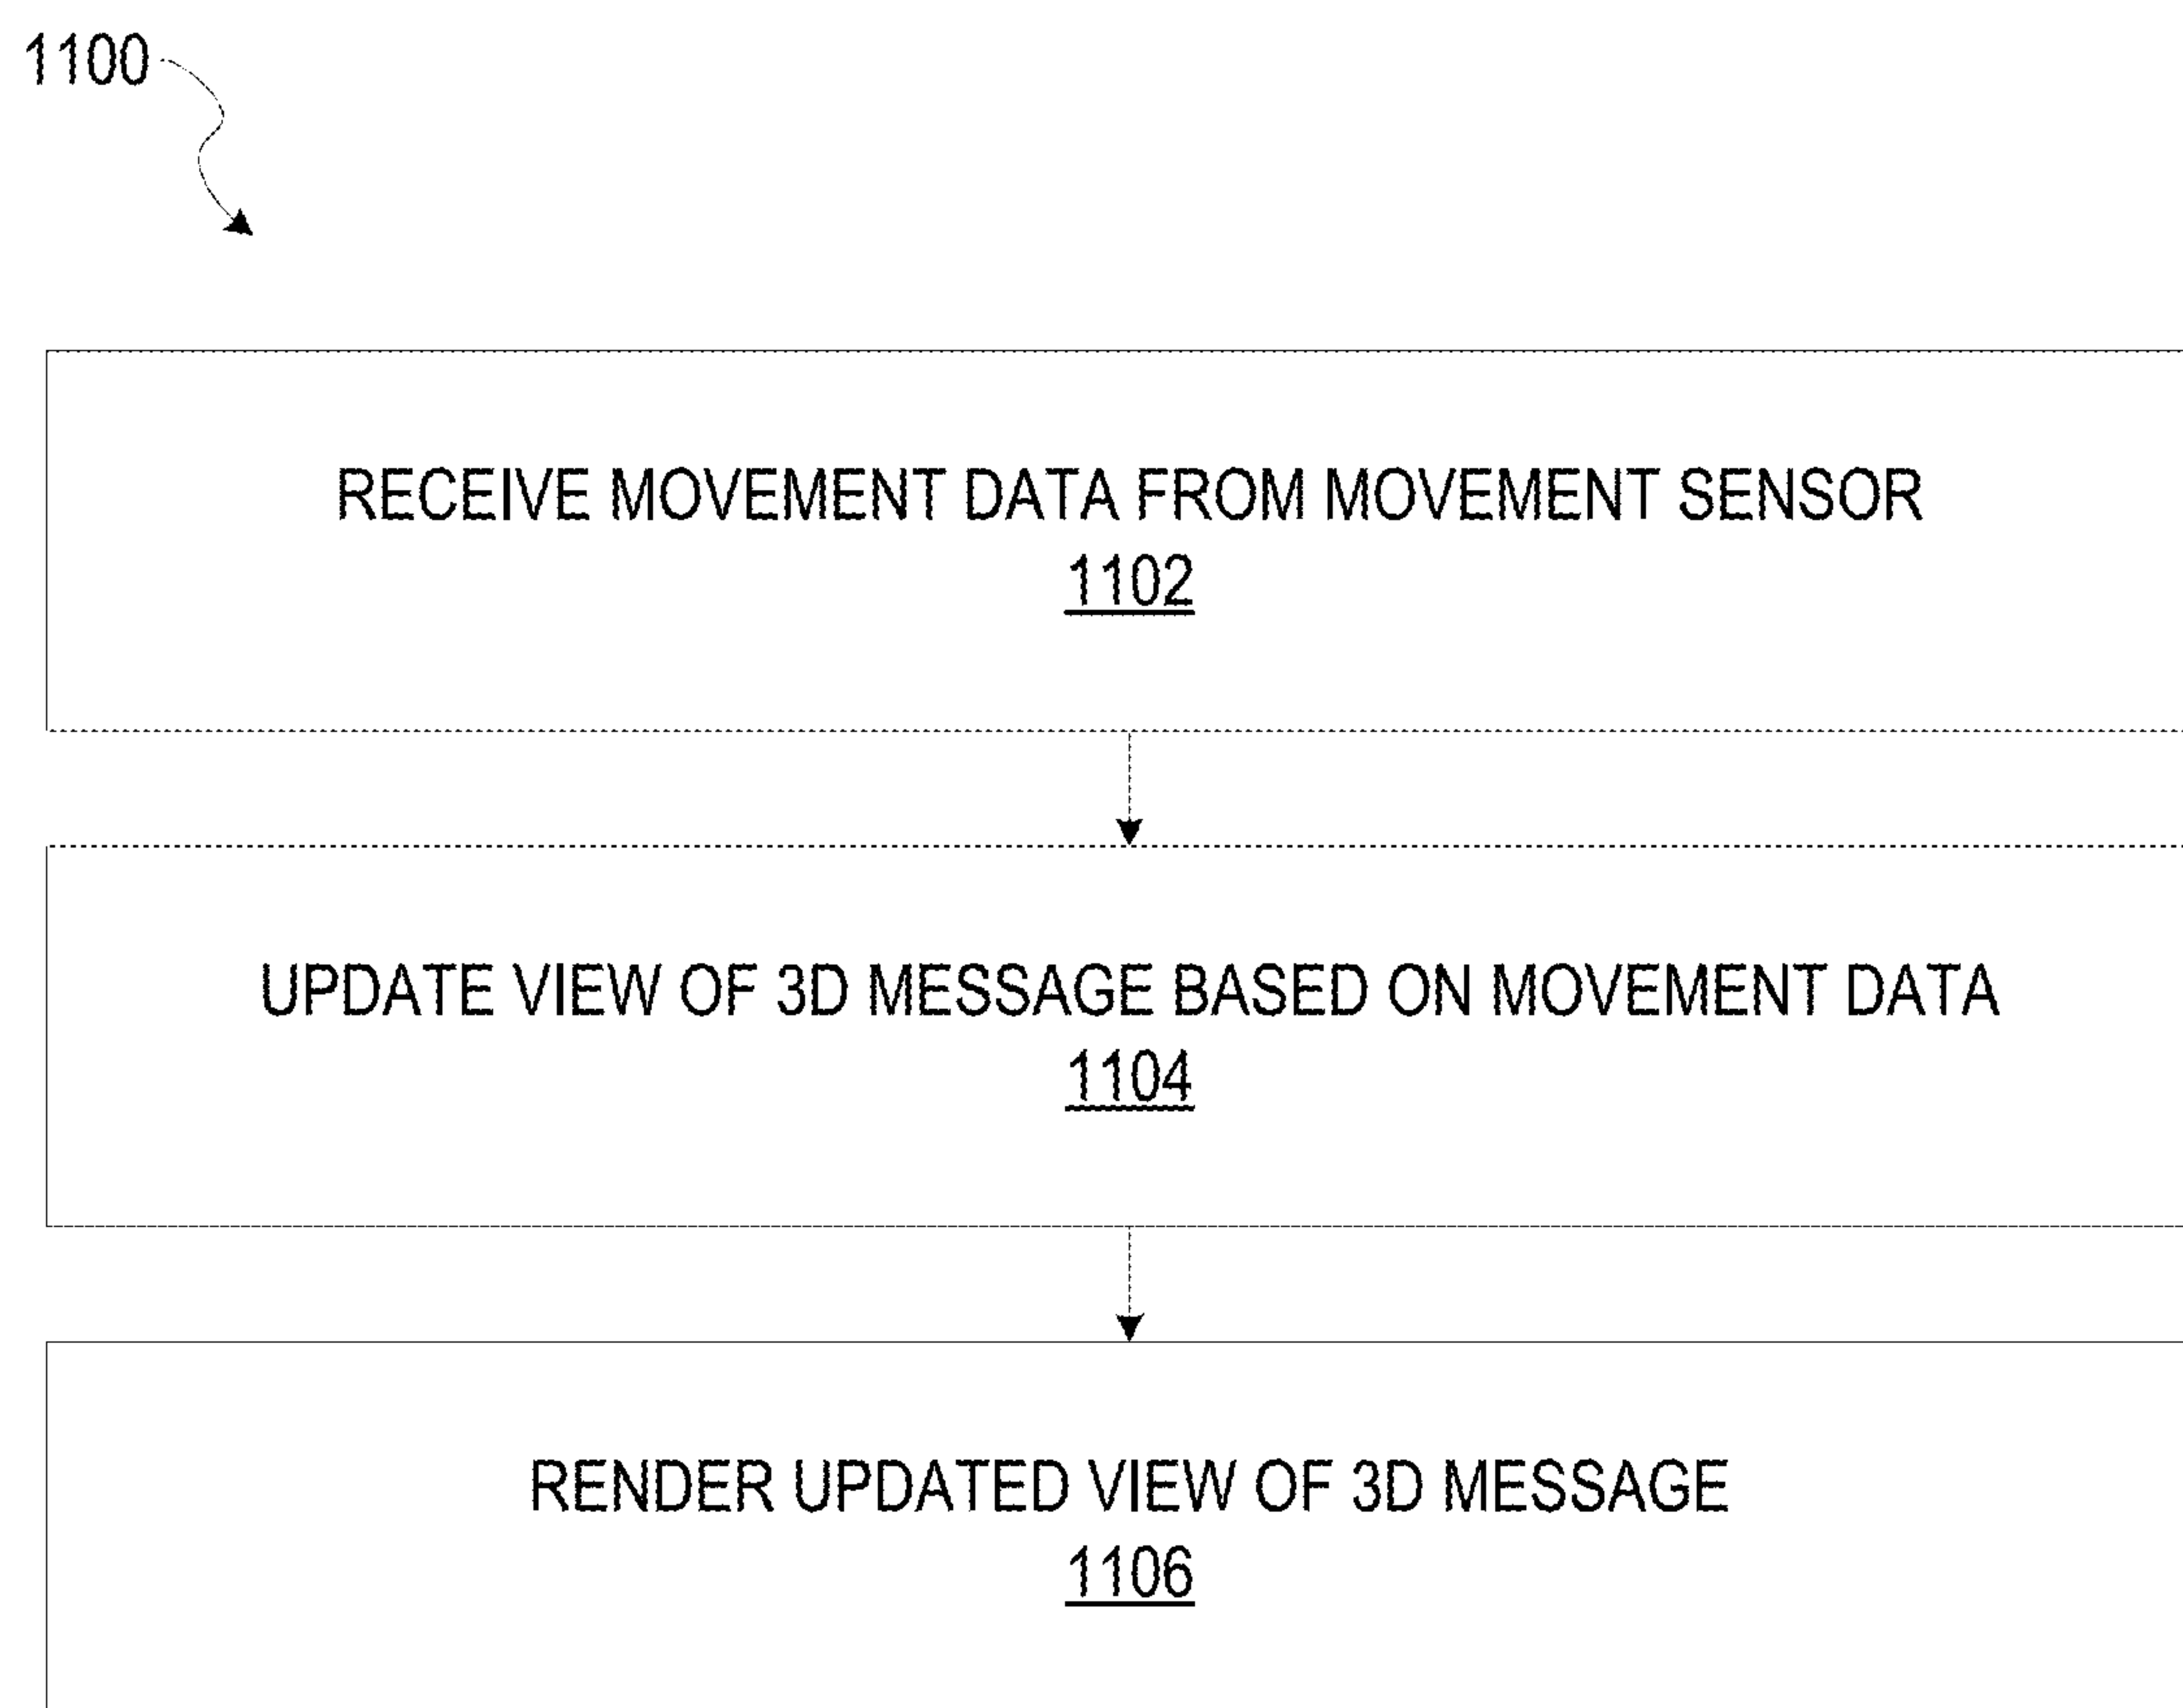 1100
RECEIVE MOVEMENT DATA FROM MOVEMENT SENSOR
1102
UPDATE VIEW OF 3D MESSAGE BASED ON MOVEMENT DATA
1104
RENDER UPDATED VIEW OF 3D MESSAGE
1106